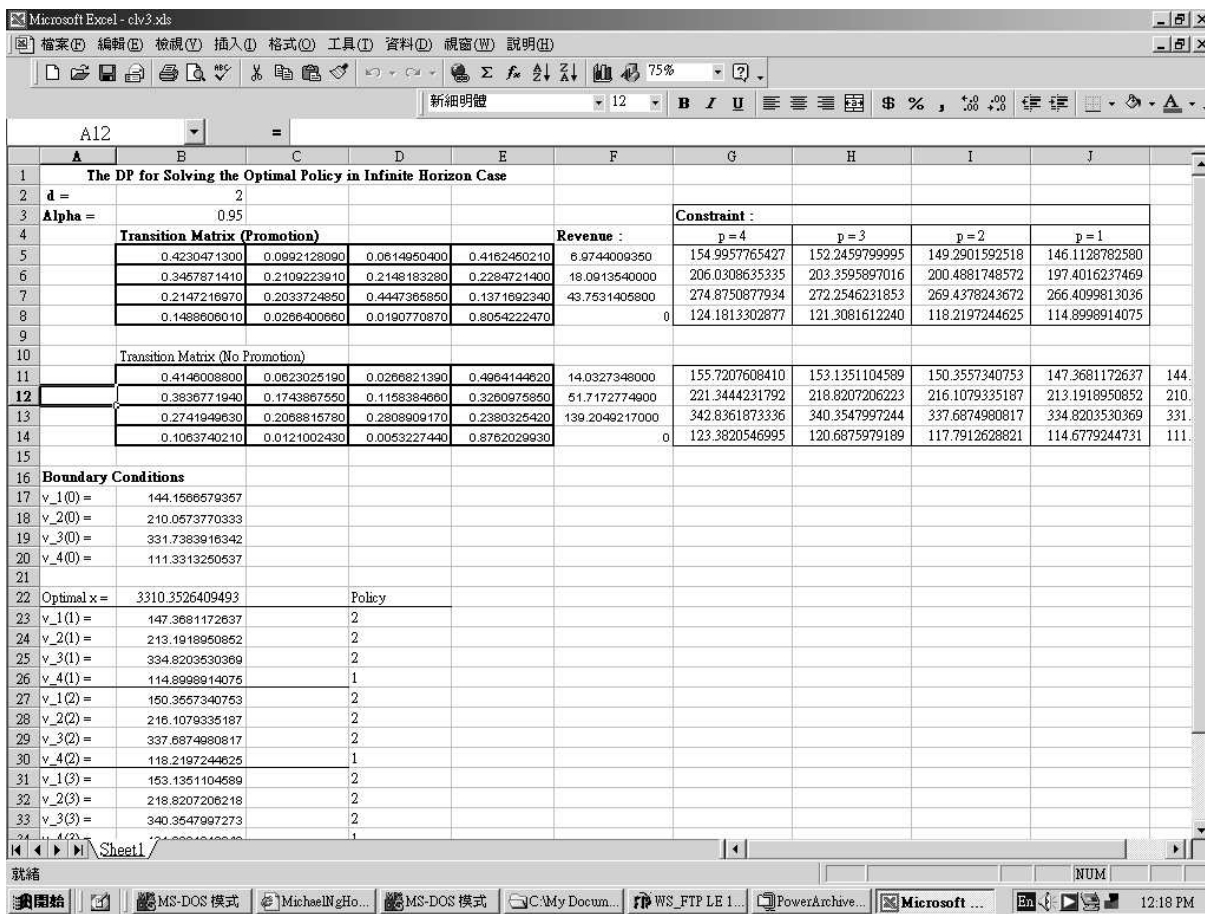 Microsoft Excel - clv3.xls
檔案(F) 編輯(E) 檢視(V) 插入(I) 格式(O) 工具(T) 資料(D) 視窗(W) 說明(H)
75%
新細明體 12 B I U $ % ,
A12 =
A B C D E F G H I J
1 The DP for Solving the Optimal Policy in Infinite Horizon Case
2 d = 2
3 Alpha = 0.95 Constraint :
4 Transition Matrix (Promotion) Revenue : p = 4 p = 3 p = 2 p = 1
5 0.4230471300 0.0992128090 0.0614950400 0.4162450210 6.9744009350 154.9957765427 152.2459799995 149.2901592518 146.1128782580
6 0.3457871410 0.2109223910 0.2148183280 0.2284721400 18.0913540000 206.0308635335 203.3595897016 200.4881748572 197.4016237469
7 0.2147216970 0.2033724850 0.4447365850 0.1371692340 43.7531405800 274.8750877934 272.2546231853 269.4378243672 266.4099813036
8 0.1488606010 0.0266400660 0.0190770870 0.8054222470 0 124.1813302877 121.3081612240 118.2197244625 114.8998914075
9
10 Transition Matrix (No Promotion)
11 0.4146008800 0.0623025190 0.0266821390 0.4964144620 14.0327348000 155.7207608410 153.1351104589 150.3557340753 147.3681172637 144.
12 0.3836771940 0.1743867550 0.1158384660 0.3260975850 51.7172774900 221.3444231792 218.8207206223 216.1079335187 213.1918950852 210.
13 0.2741949630 0.2068815780 0.2808909170 0.2380325420 139.2049217000 342.8361873336 340.3547997244 337.6874980817 334.8203530369 331.
14 0.1063740210 0.0121002430 0.0053227440 0.8762029930 0 123.3820546995 120.6875979189 117.7912628821 114.6779244731 111.
15
16 Boundary Conditions
17 v_1(0) = 144.1566579357
18 v_2(0) = 210.0573770333
19 v_3(0) = 331.7383916342
20 v_4(0) = 111.3313250537
21
22 Optimal x = 3310.3526409493 Policy
23 v_1(1) = 147.3681172637 2
24 v_2(1) = 213.1918950852 2
25 v_3(1) = 334.8203530369 2
26 v_4(1) = 114.8998914075 1
27 v_1(2) = 150.3557340753 2
28 v_2(2) = 216.1079335187 2
29 v_3(2) = 337.6874980817 2
30 v_4(2) = 118.2197244625 1
31 v_1(3) = 153.1351104589 2
32 v_2(3) = 218.8207206218 2
33 v_3(3) = 340.3547997273 2
Sheet1
就緒 NUM
開始 MS-DOS 模式 MichaelNgHo... MS-DOS 模式 C:\My Docum... WS_FTP LE 1... PowerArchive... Microsoft ... En 12:18 PM